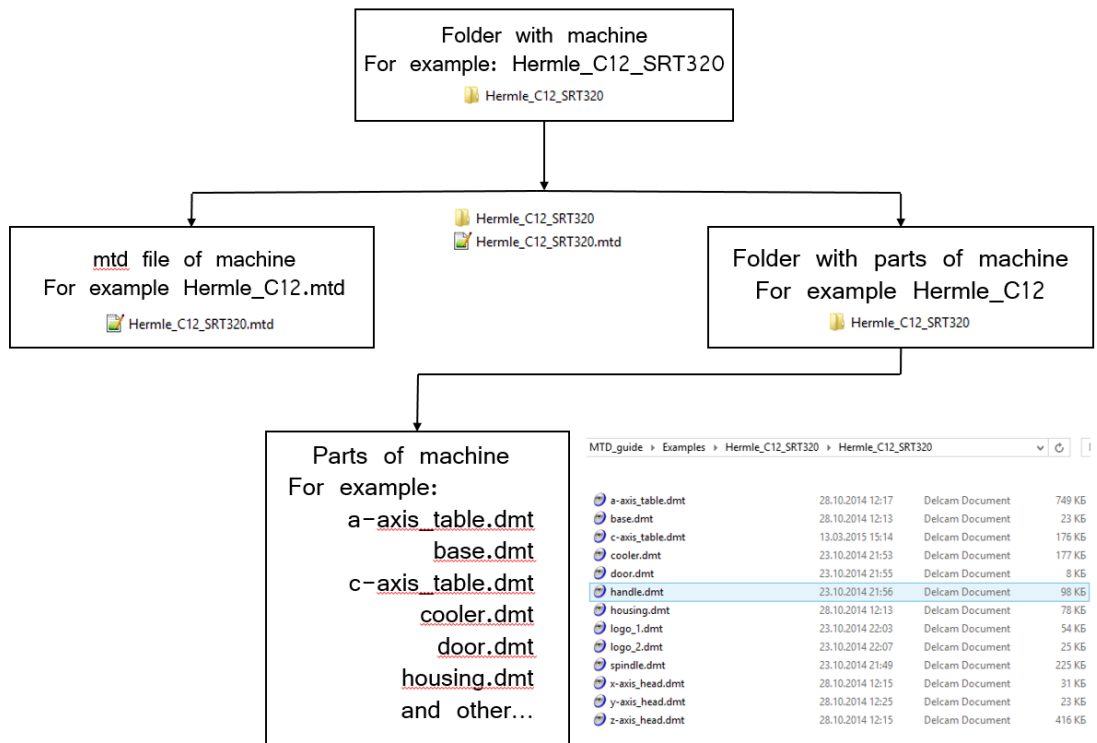 Folder with machine
For example: Hermle_C12_SRT320
Hermle_C12_SRT320
Hermle_C12_SRT320
Hermle_C12_SRT320.mtd
mtd file of machine
For example Hermle_C12.mtd
Hermle_C12_SRT320.mtd
Folder with parts of machine
For example Hermle_C12
Hermle_C12_SRT320
Parts of machine
For example:
a-axis_table.dmt
base.dmt
c-axis_table.dmt
cooler.dmt
door.dmt
housing.dmt
and other...
MTD_guide Examples Hermle_C12_SRT320 Hermle_C12_SRT320
a-axis_table.dmt 28.10.2014 12:17 Delcam Document 749 КБ
base.dmt 28.10.2014 12:13 Delcam Document 23 КБ
c-axis_table.dmt 13.03.2015 15:14 Delcam Document 176 КБ
cooler.dmt 23.10.2014 21:53 Delcam Document 177 КБ
door.dmt 23.10.2014 21:55 Delcam Document 8 КБ
handle.dmt 23.10.2014 21:56 Delcam Document 98 КБ
housing.dmt 28.10.2014 12:13 Delcam Document 78 КБ
logo_1.dmt 23.10.2014 22:03 Delcam Document 54 КБ
logo_2.dmt 23.10.2014 22:07 Delcam Document 25 КБ
spindle.dmt 23.10.2014 21:49 Delcam Document 225 КБ
x-axis_head.dmt 28.10.2014 12:15 Delcam Document 31 КБ
y-axis_head.dmt 28.10.2014 12:25 Delcam Document 23 КБ
z-axis_head.dmt 28.10.2014 12:15 Delcam Document 416 КБ